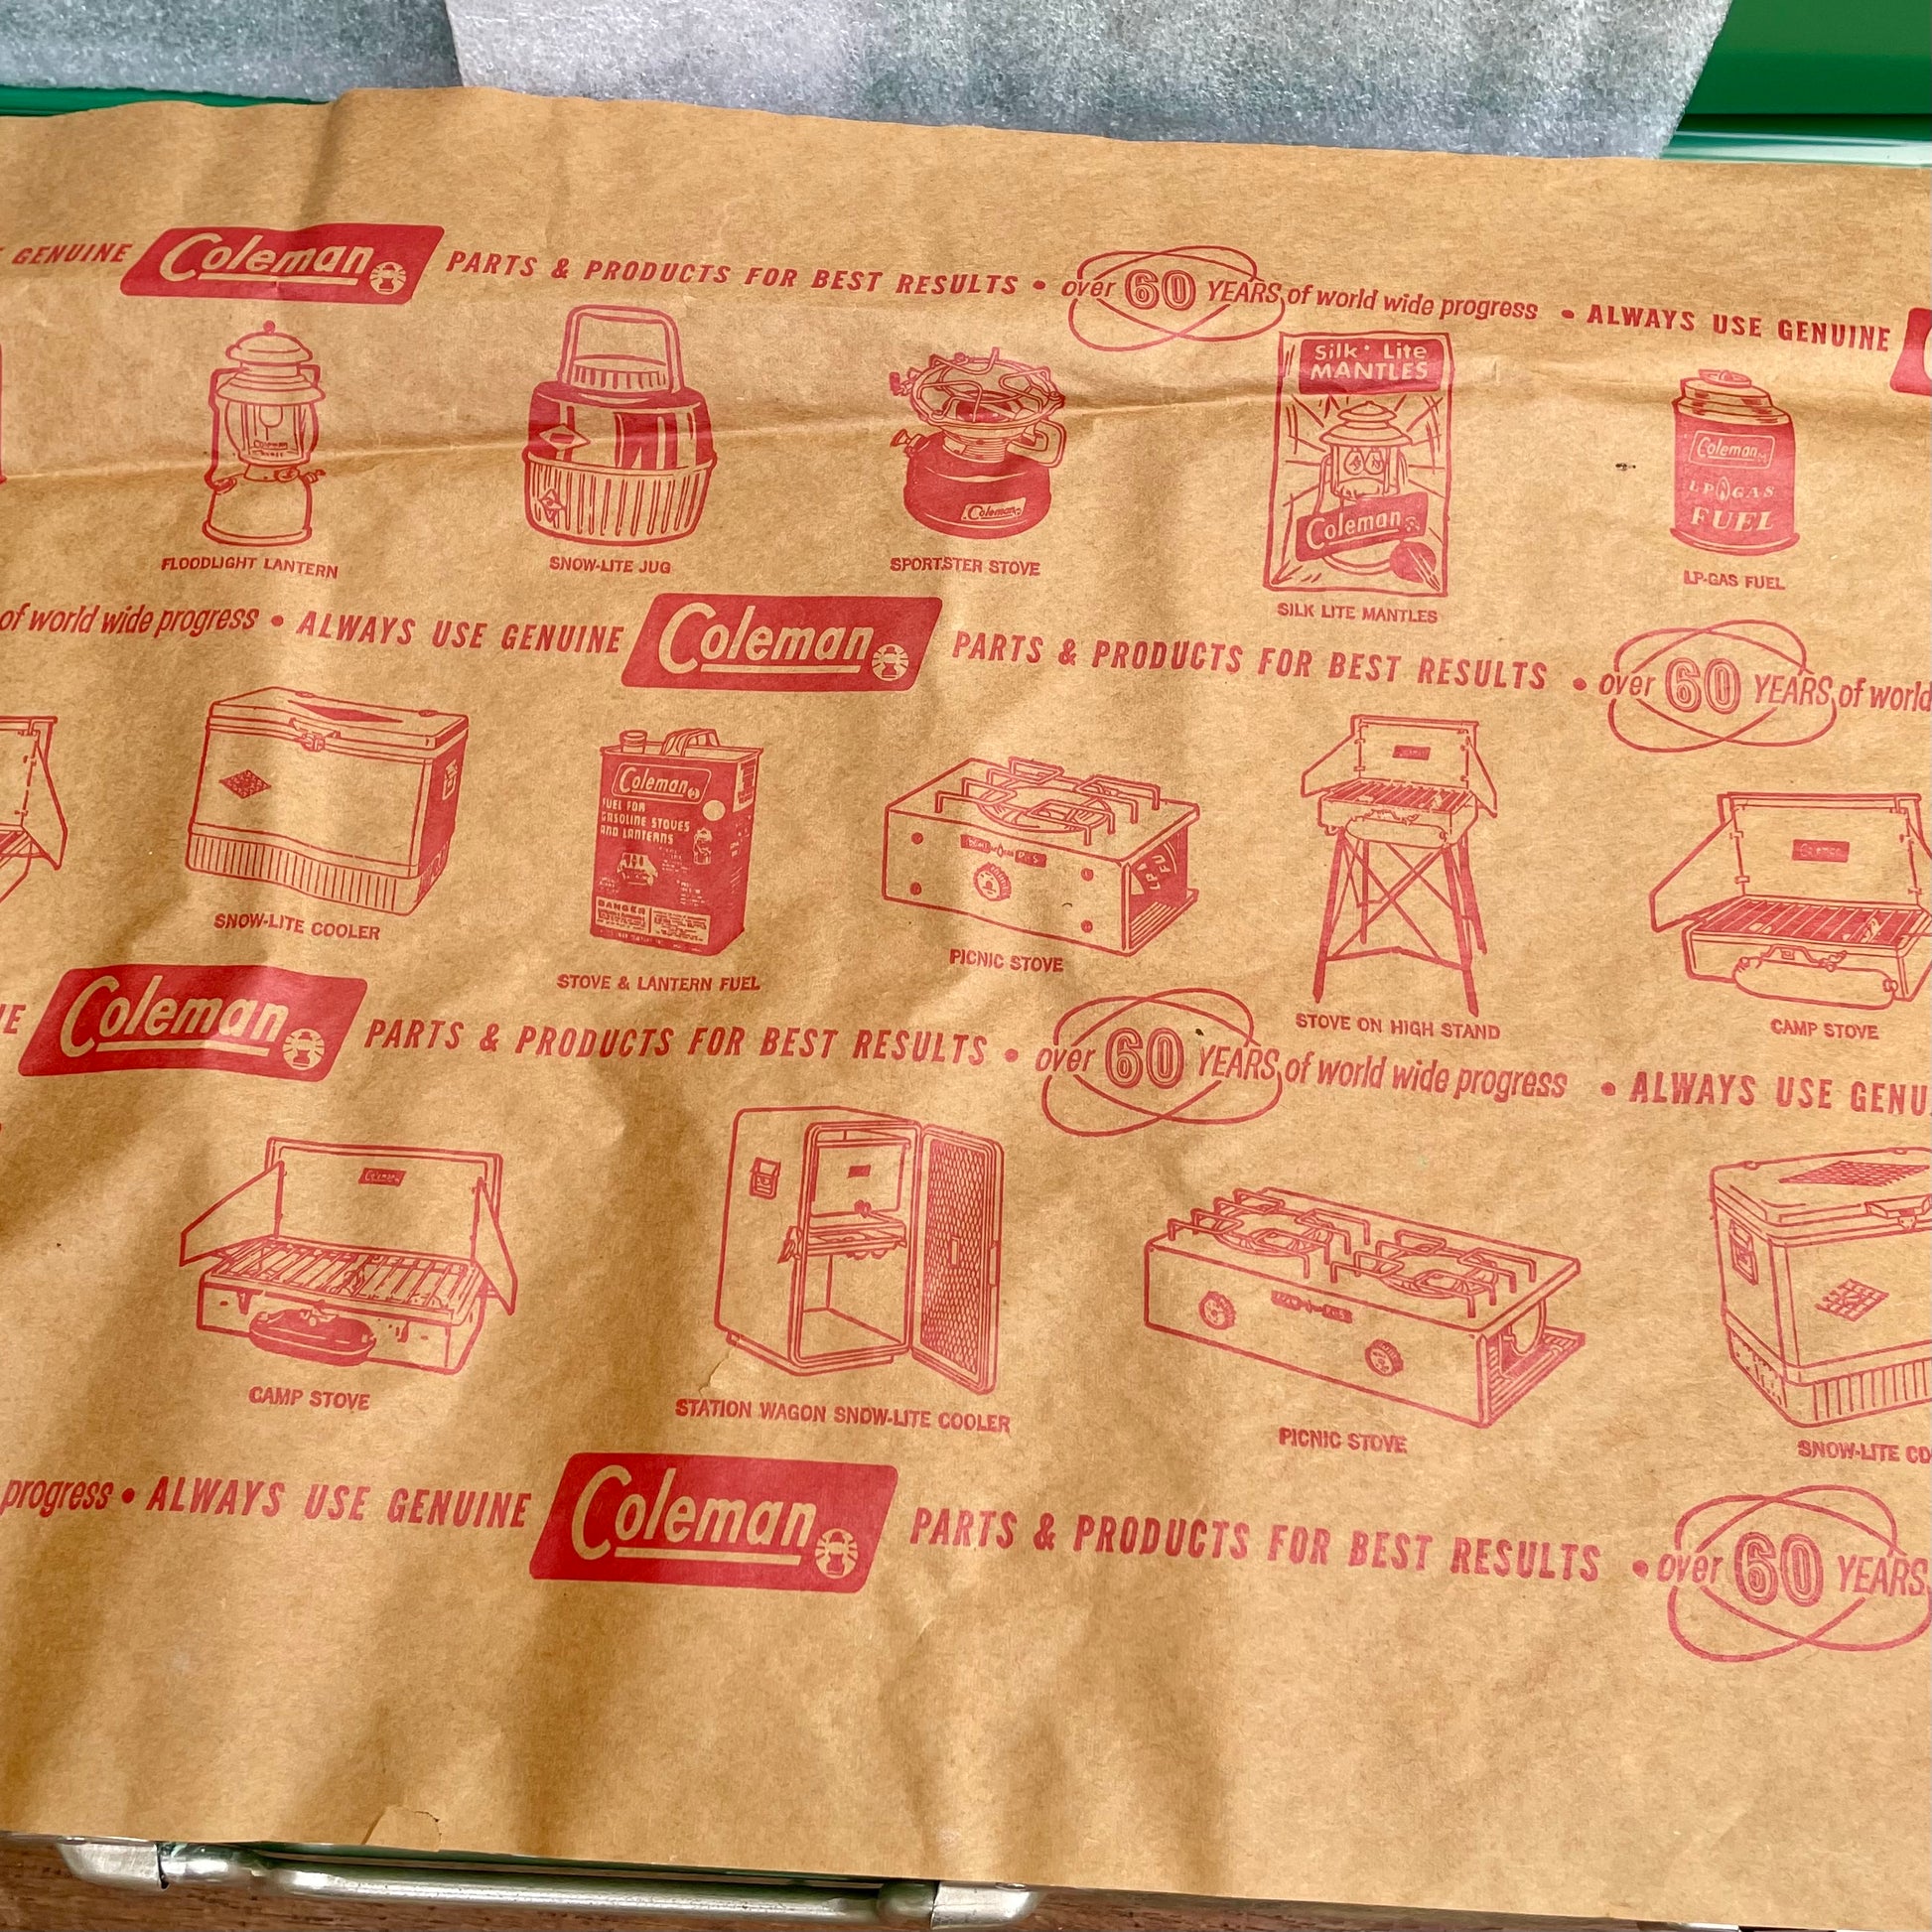 GENUINE Coleman PARTS & PRODUCTS FOR BEST RESULTS • over 60 YEARS of world wide progress • ALWAYS USE GENUINE
Silk Lite
MANTLES
Coleman
Coleman
Coleman
Coleman
LP GAS
FUEL
FLOODLIGHT LANTERN
SNOW-LITE JUG
SPORTSTER STOVE
SILK LITE MANTLES
LP-GAS FUEL
of world wide progress • ALWAYS USE GENUINE Coleman PARTS & PRODUCTS FOR BEST RESULTS • over 60 YEARS of world
Coleman
FUEL FOR
GASOLINE STOVES
AND LANTERNS
DANGER
SNOW-LITE COOLER
STOVE & LANTERN FUEL
PICNIC STOVE
STOVE ON HIGH STAND
CAMP STOVE
Coleman PARTS & PRODUCTS FOR BEST RESULTS • over 60 YEARS of world wide progress • ALWAYS USE GENU
Coleman
CAMP STOVE
STATION WAGON SNOW-LITE COOLER
PICNIC STOVE
SNOW-LITE CO
progress • ALWAYS USE GENUINE Coleman PARTS & PRODUCTS FOR BEST RESULTS • over 60 YEARS